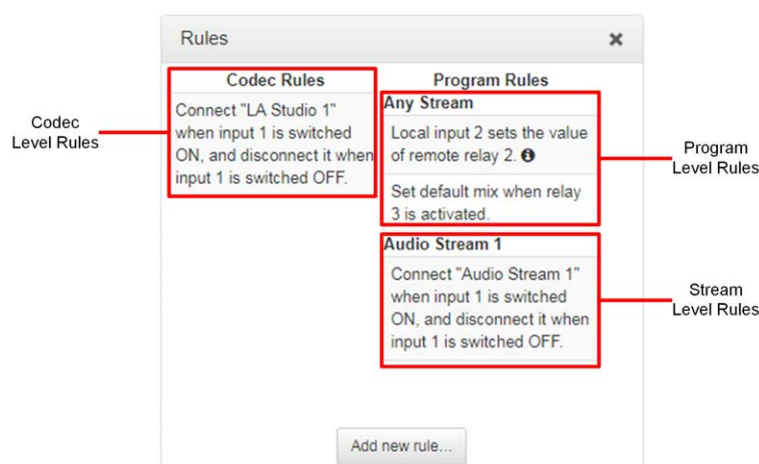 Rules
Codec Rules
Connect "LA Studio 1"
when input 1 is switched
ON, and disconnect it when
input 1 is switched OFF.
Program Rules
Any Stream
Local input 2 sets the value
of remote relay 2.
Set default mix when relay
3 is activated.
Audio Stream 1
Connect "Audio Stream 1"
when input 1 is switched
ON, and disconnect it when
input 1 is switched OFF.
Add new rule...
Codec
Level Rules
Program
Level Rules
Stream
Level Rules